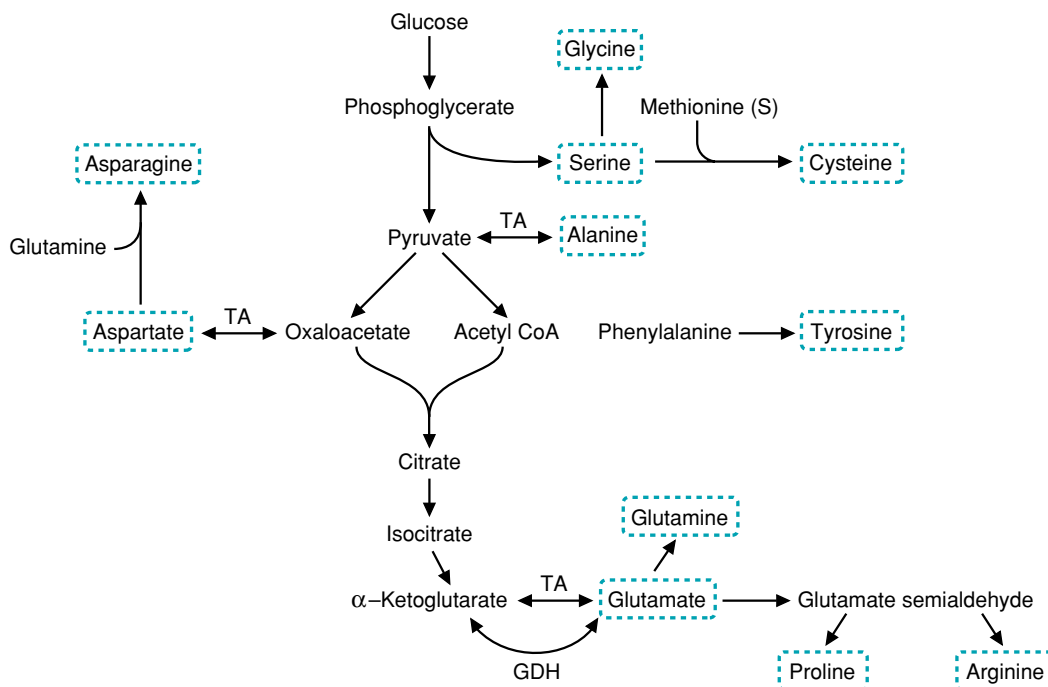 Glucose
Glycine
Phosphoglycerate
Methionine (S)
Asparagine
Serine
Cysteine
Glutamine
Pyruvate
TA
Alanine
Aspartate
TA
Oxaloacetate
Acetyl CoA
Phenylalanine
Tyrosine
Citrate
Glutamine
Isocitrate
α–Ketoglutarate
TA
Glutamate
Glutamate semialdehyde
GDH
Proline
Arginine